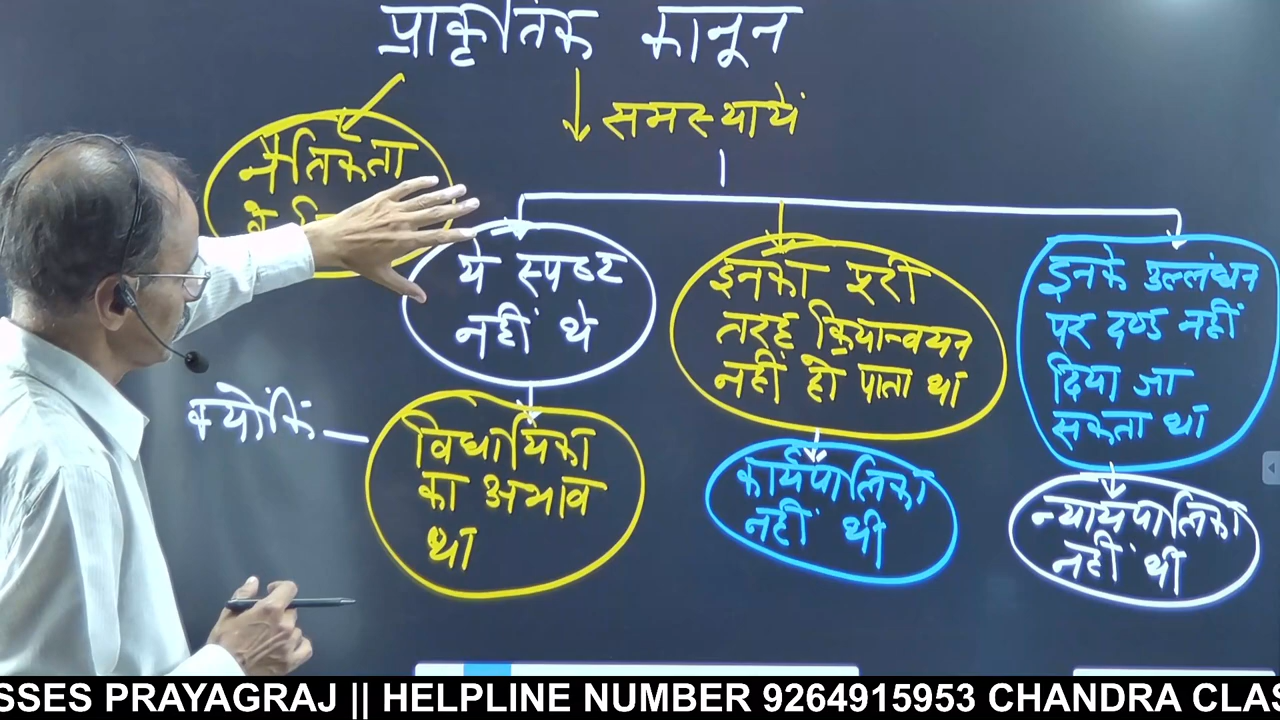 प्राकृतिक कानून
समस्यायें
नैतिकता
के
ये स्पष्ट
नहीं थे
इनका पूरी
तरह क्रियान्वयन
नहीं हो पाता था
इनके उल्लंघन
पर दण्ड नहीं
दिया जा
सकता था
क्योंकि
विधायिका
का अभाव
था
कार्यपालिका
नहीं थी
न्यायपालिका
नहीं थी
SSES PRAYAGRAJ || HELPLINE NUMBER 9264915953 CHANDRA CLAS